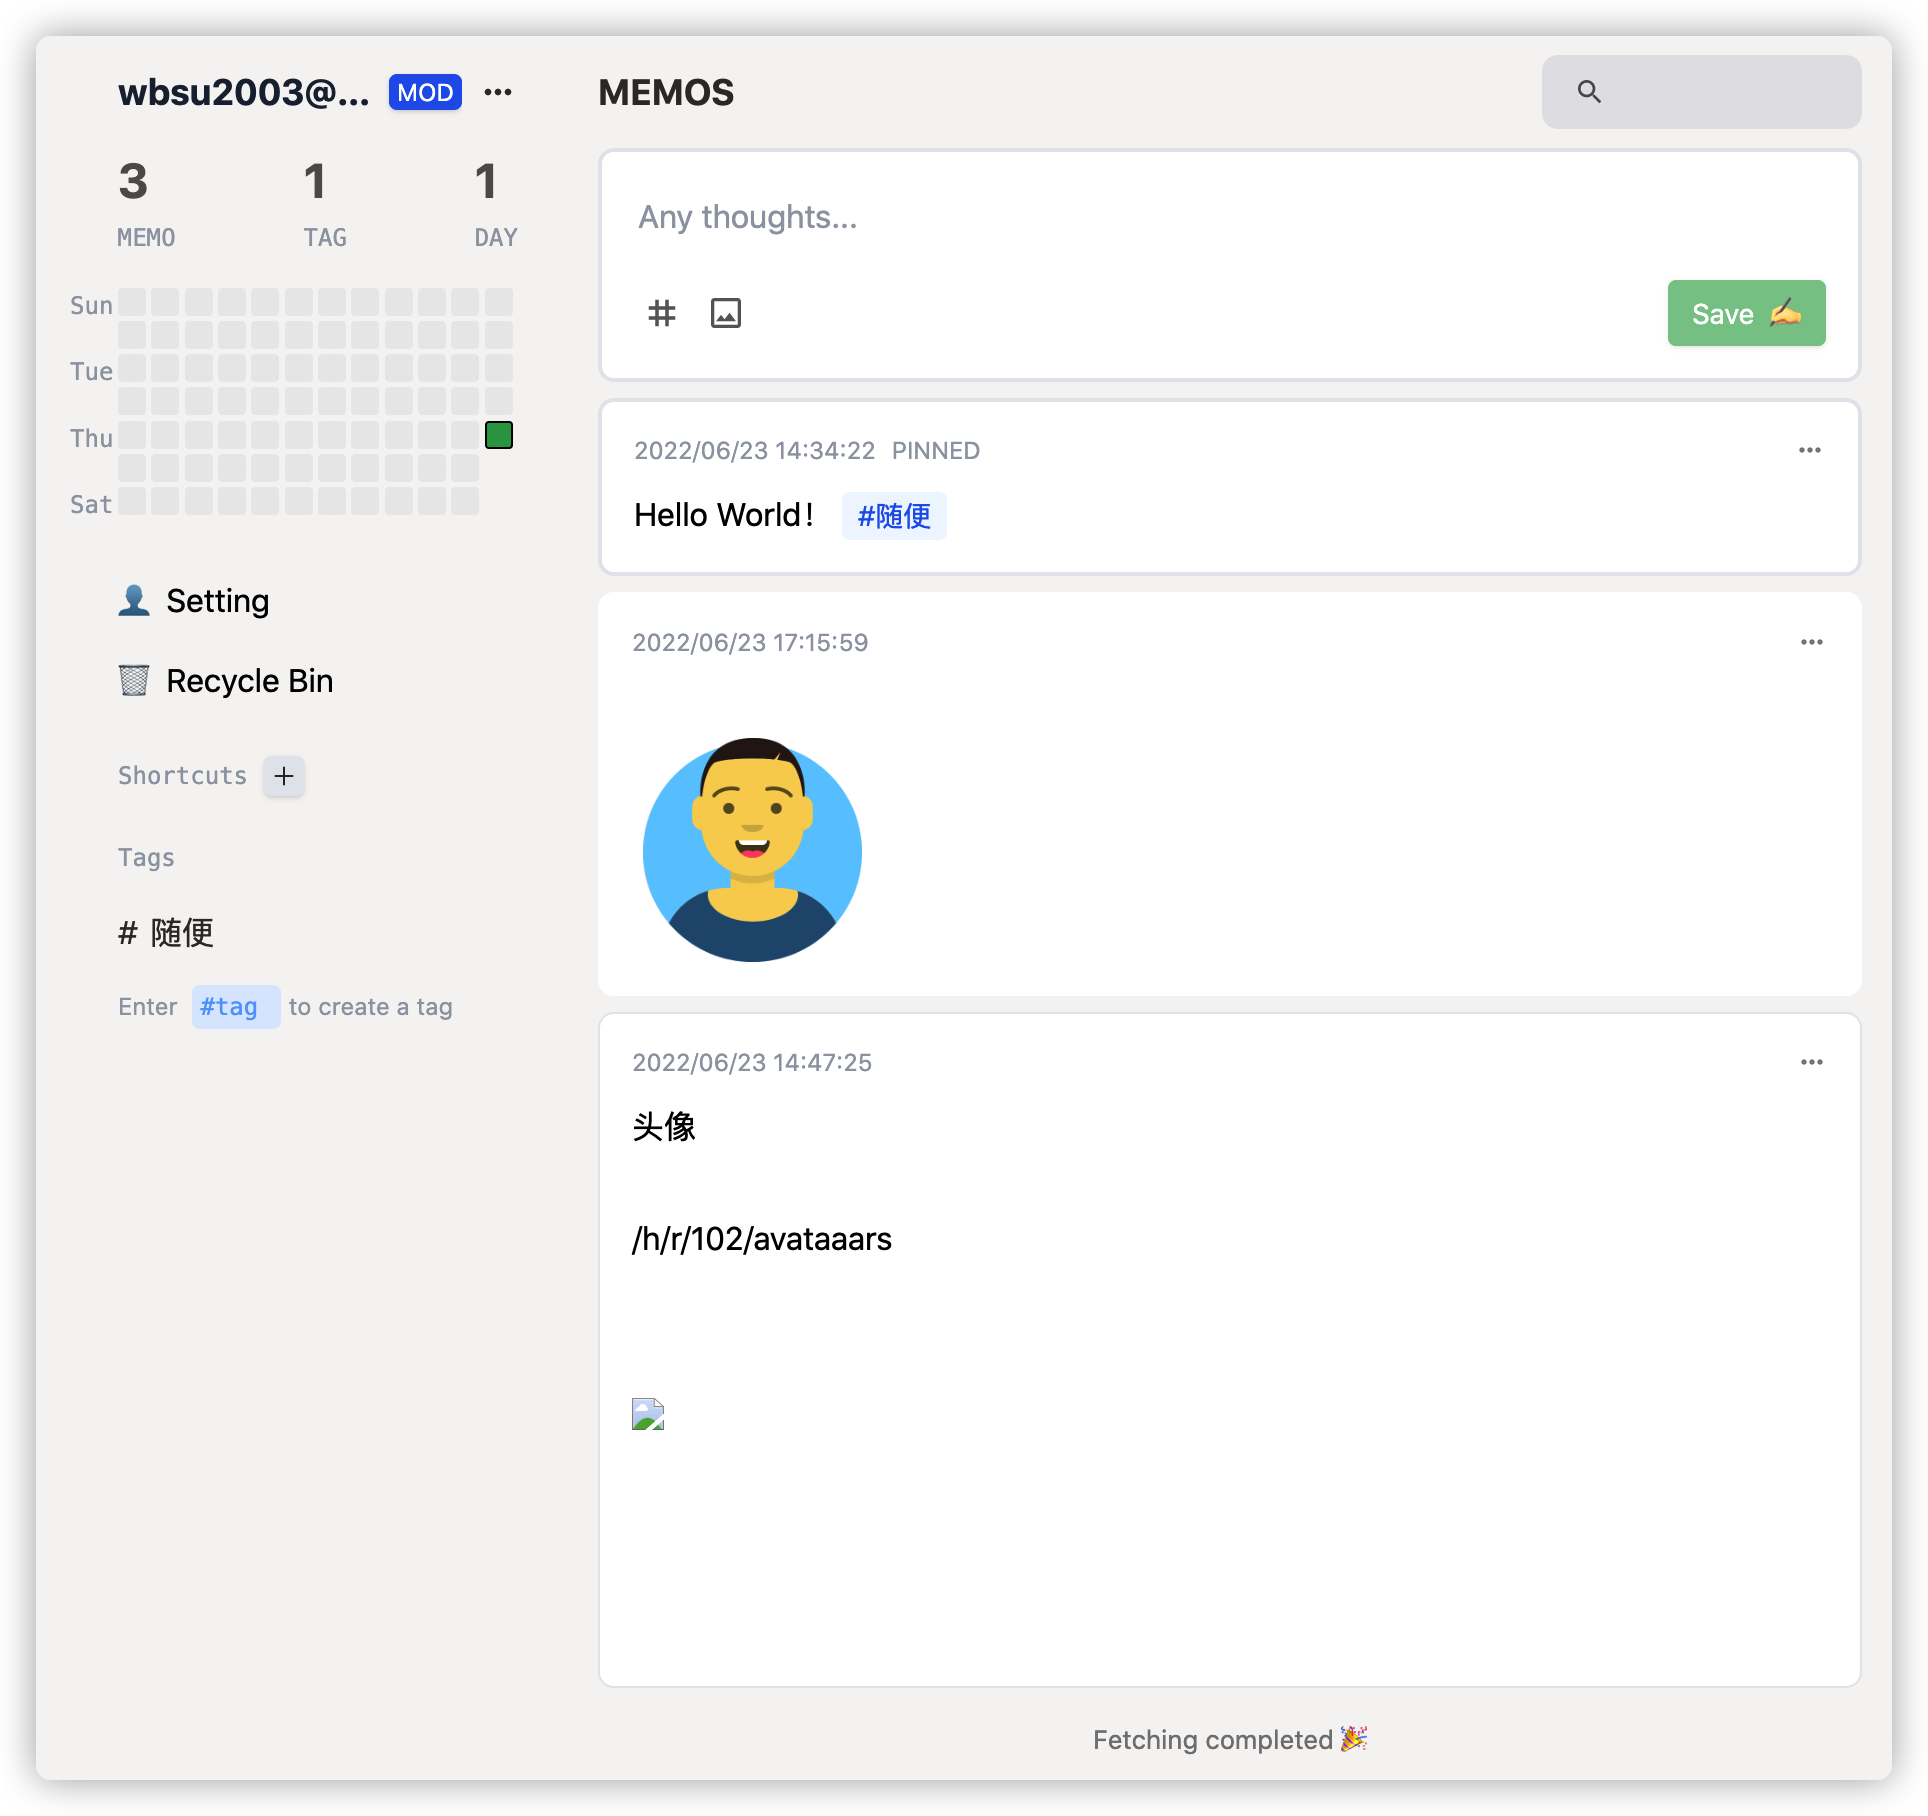 wbsu2003@... MOD
3 1 1
MEMO TAG DAY
Sun
Tue
Thu
Sat
Setting
Recycle Bin
Shortcuts +
Tags
# 随便
Enter #tag to create a tag
MEMOS
Any thoughts...
Save
2022/06/23 14:34:22 PINNED
Hello World！ #随便
2022/06/23 17:15:59
2022/06/23 14:47:25
头像
/h/r/102/avataaars
Fetching completed